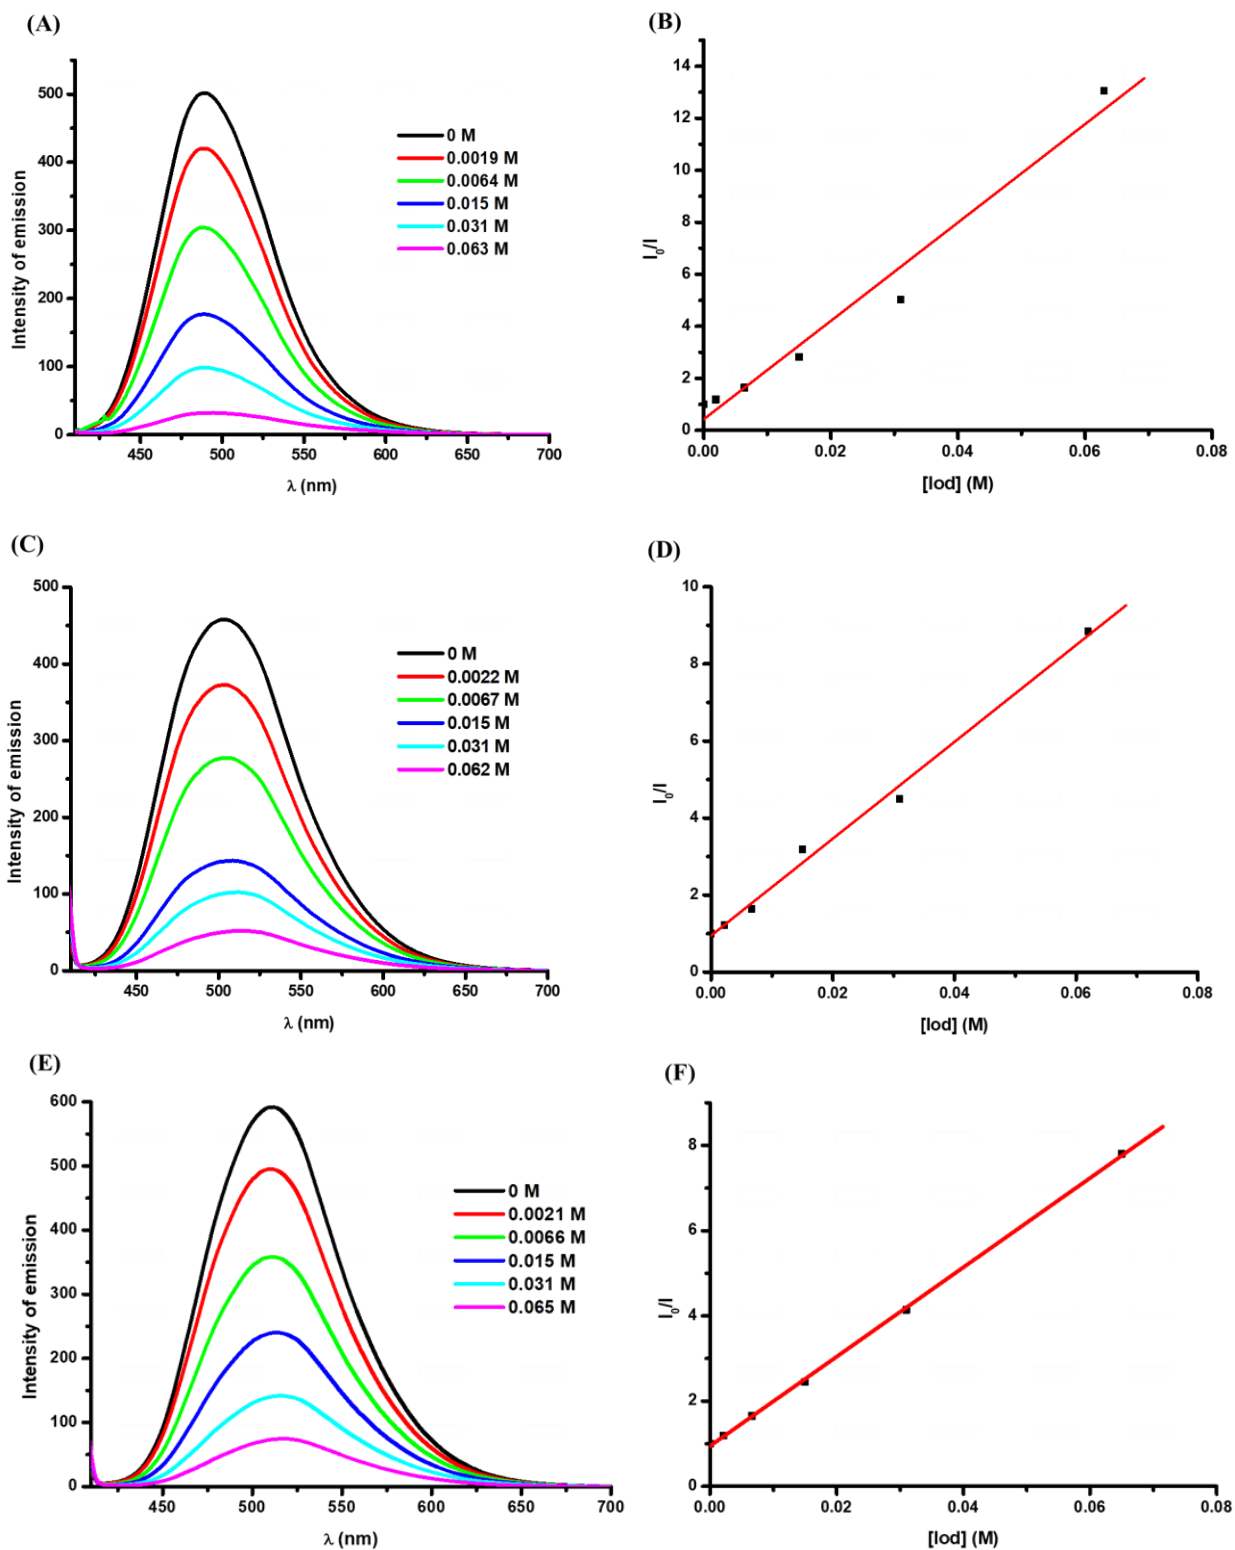 (A)
500
400
300
200
100
0
450
500
550
600
650
700
Intensity of emission
λ (nm)
0 M
0.0019 M
0.0064 M
0.015 M
0.031 M
0.063 M
(B)
14
12
10
8
6
4
2
0
0.00
0.02
0.04
0.06
0.08
I0/I
[Iod] (M)
(C)
500
400
300
200
100
0
450
500
550
600
650
700
Intensity of emission
λ (nm)
0 M
0.0022 M
0.0067 M
0.015 M
0.031 M
0.062 M
(D)
10
8
6
4
2
0
0.00
0.02
0.04
0.06
0.08
I0/I
[Iod] (M)
(E)
600
500
400
300
200
100
0
450
500
550
600
650
700
Intensity of emission
λ (nm)
0 M
0.0021 M
0.0066 M
0.015 M
0.031 M
0.065 M
(F)
8
6
4
2
0
0.00
0.02
0.04
0.06
0.08
I0/I
[Iod] (M)